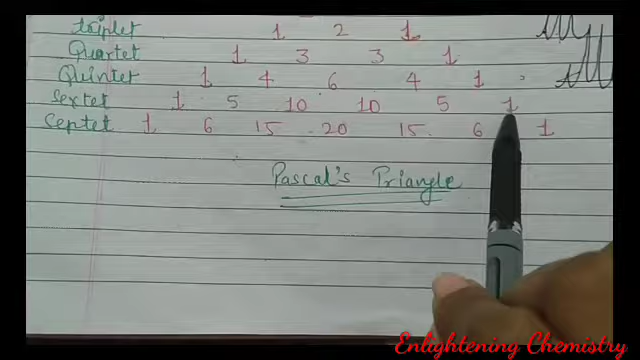 triplet 1 2 1
Quartet 1 3 3 1
Quintet 1 4 6 4 1
Sextet 1 5 10 10 5 1
Septet 1 6 15 20 15 6 1
Pascal's Triangle
Enlightening Chemistry